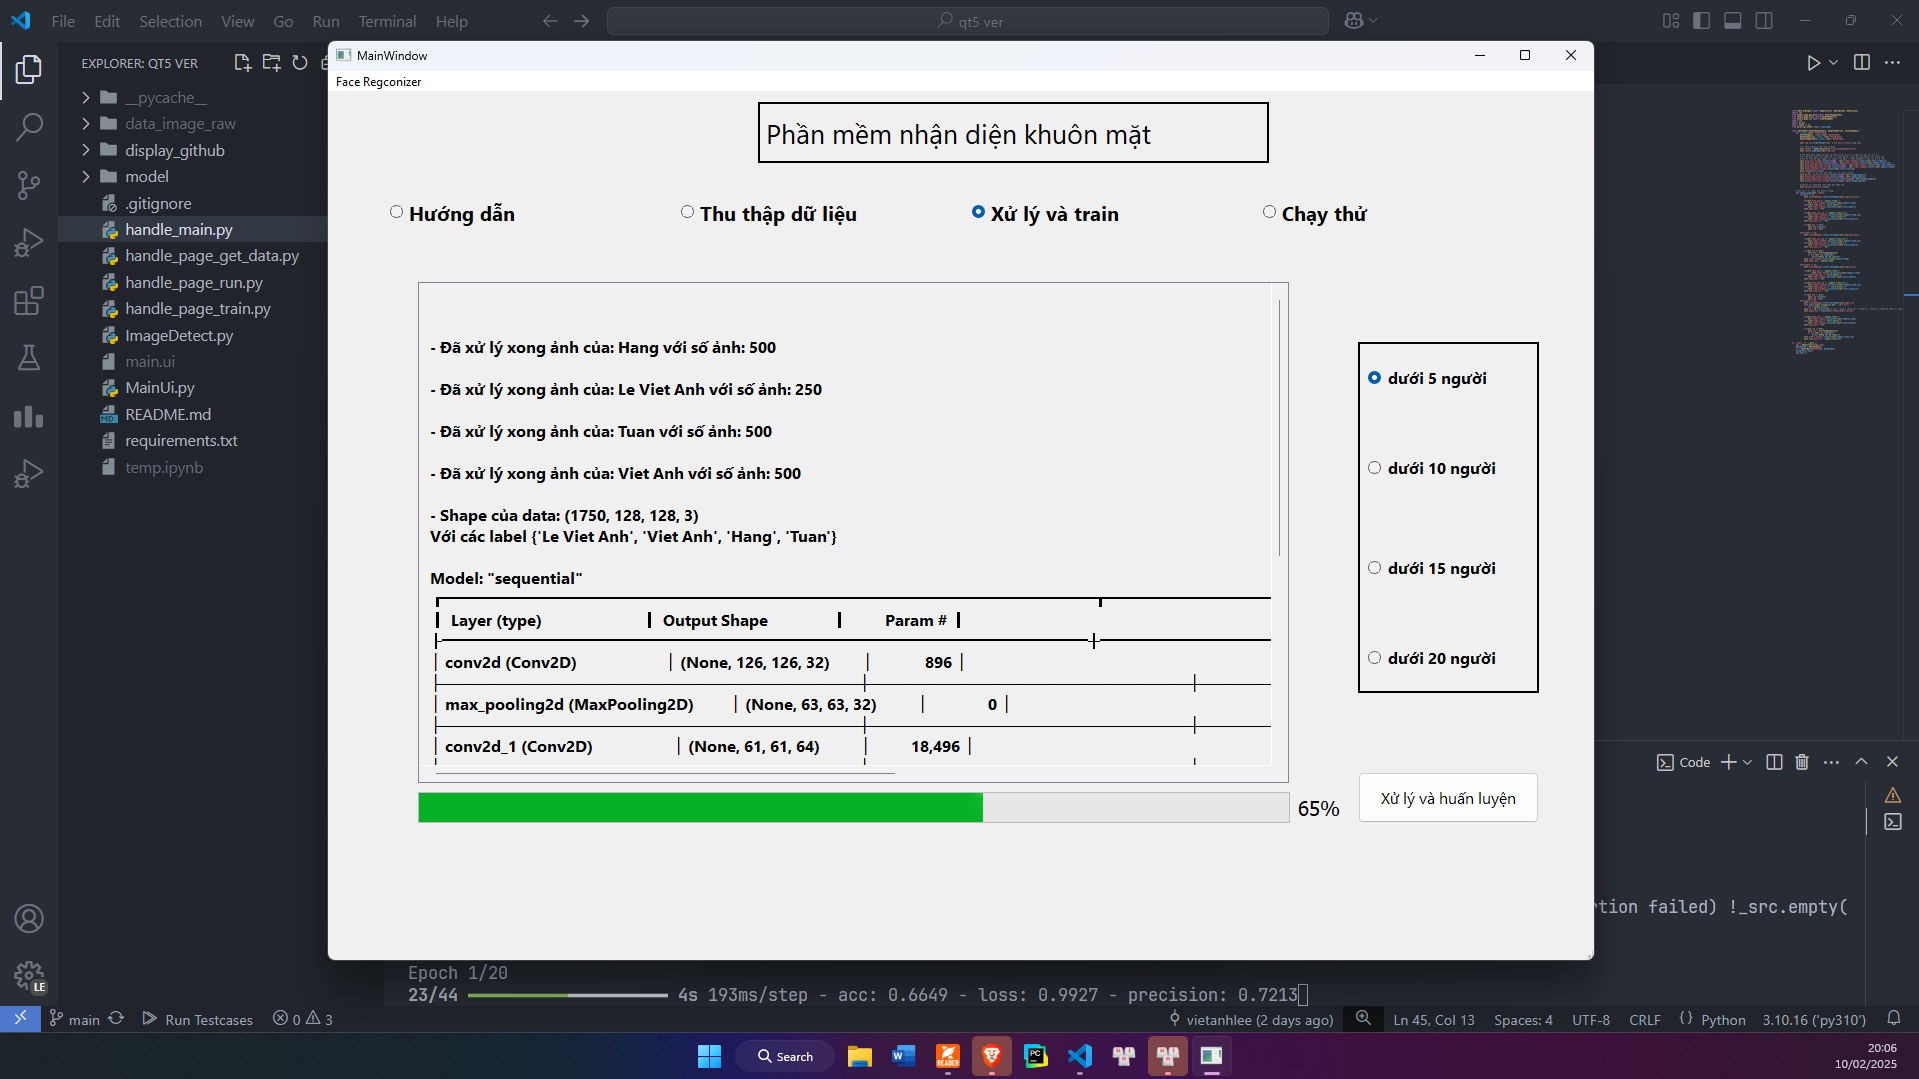 File Edit Selection View Go Run Terminal Help
qt5 ver
EXPLORER: QT5 VER
__pycache__
data_image_raw
display_github
model
.gitignore
handle_main.py
handle_page_get_data.py
handle_page_run.py
handle_page_train.py
ImageDetect.py
main.ui
MainUi.py
README.md
requirements.txt
temp.ipynb
MainWindow
Face Regconizer
Phần mềm nhận diện khuôn mặt
Hướng dẫn
Thu thập dữ liệu
Xử lý và train
Chạy thử
- Đã xử lý xong ảnh của: Hang với số ảnh: 500
- Đã xử lý xong ảnh của: Le Viet Anh với số ảnh: 250
- Đã xử lý xong ảnh của: Tuan với số ảnh: 500
- Đã xử lý xong ảnh của: Viet Anh với số ảnh: 500
- Shape của data: (1750, 128, 128, 3)
Với các label {'Le Viet Anh', 'Viet Anh', 'Hang', 'Tuan'}
Model: "sequential"
Layer (type) Output Shape Param #
conv2d (Conv2D) (None, 126, 126, 32) 896
max_pooling2d (MaxPooling2D) (None, 63, 63, 32) 0
conv2d_1 (Conv2D) (None, 61, 61, 64) 18,496
dưới 5 người
dưới 10 người
dưới 15 người
dưới 20 người
65%
Xử lý và huấn luyện
Code
rtion failed) !_src.empty(
Epoch 1/20
23/44 4s 193ms/step - acc: 0.6649 - loss: 0.9927 - precision: 0.7213
LE
main Run Testcases 0 3 vietanhlee (2 days ago) Ln 45, Col 13 Spaces: 4 UTF-8 CRLF {} Python 3.10.16 ('py310')
Search
20:06
10/02/2025